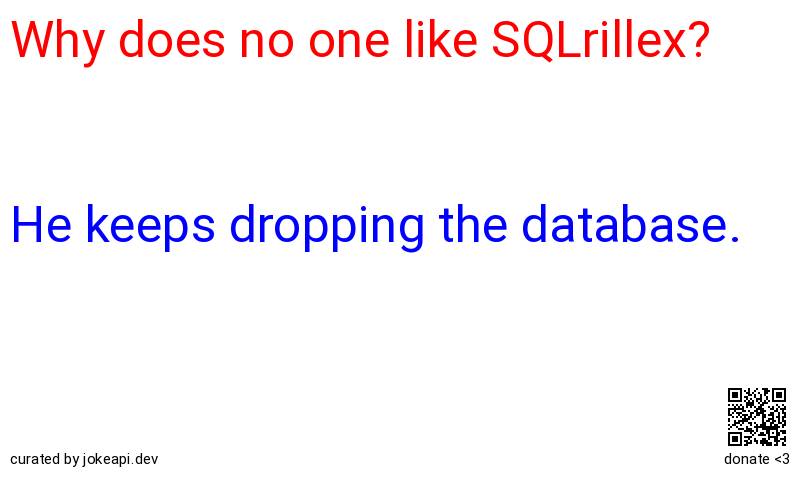 Why does no one like SQLrillex?
He keeps dropping the database.
curated by jokeapi.dev
donate <3